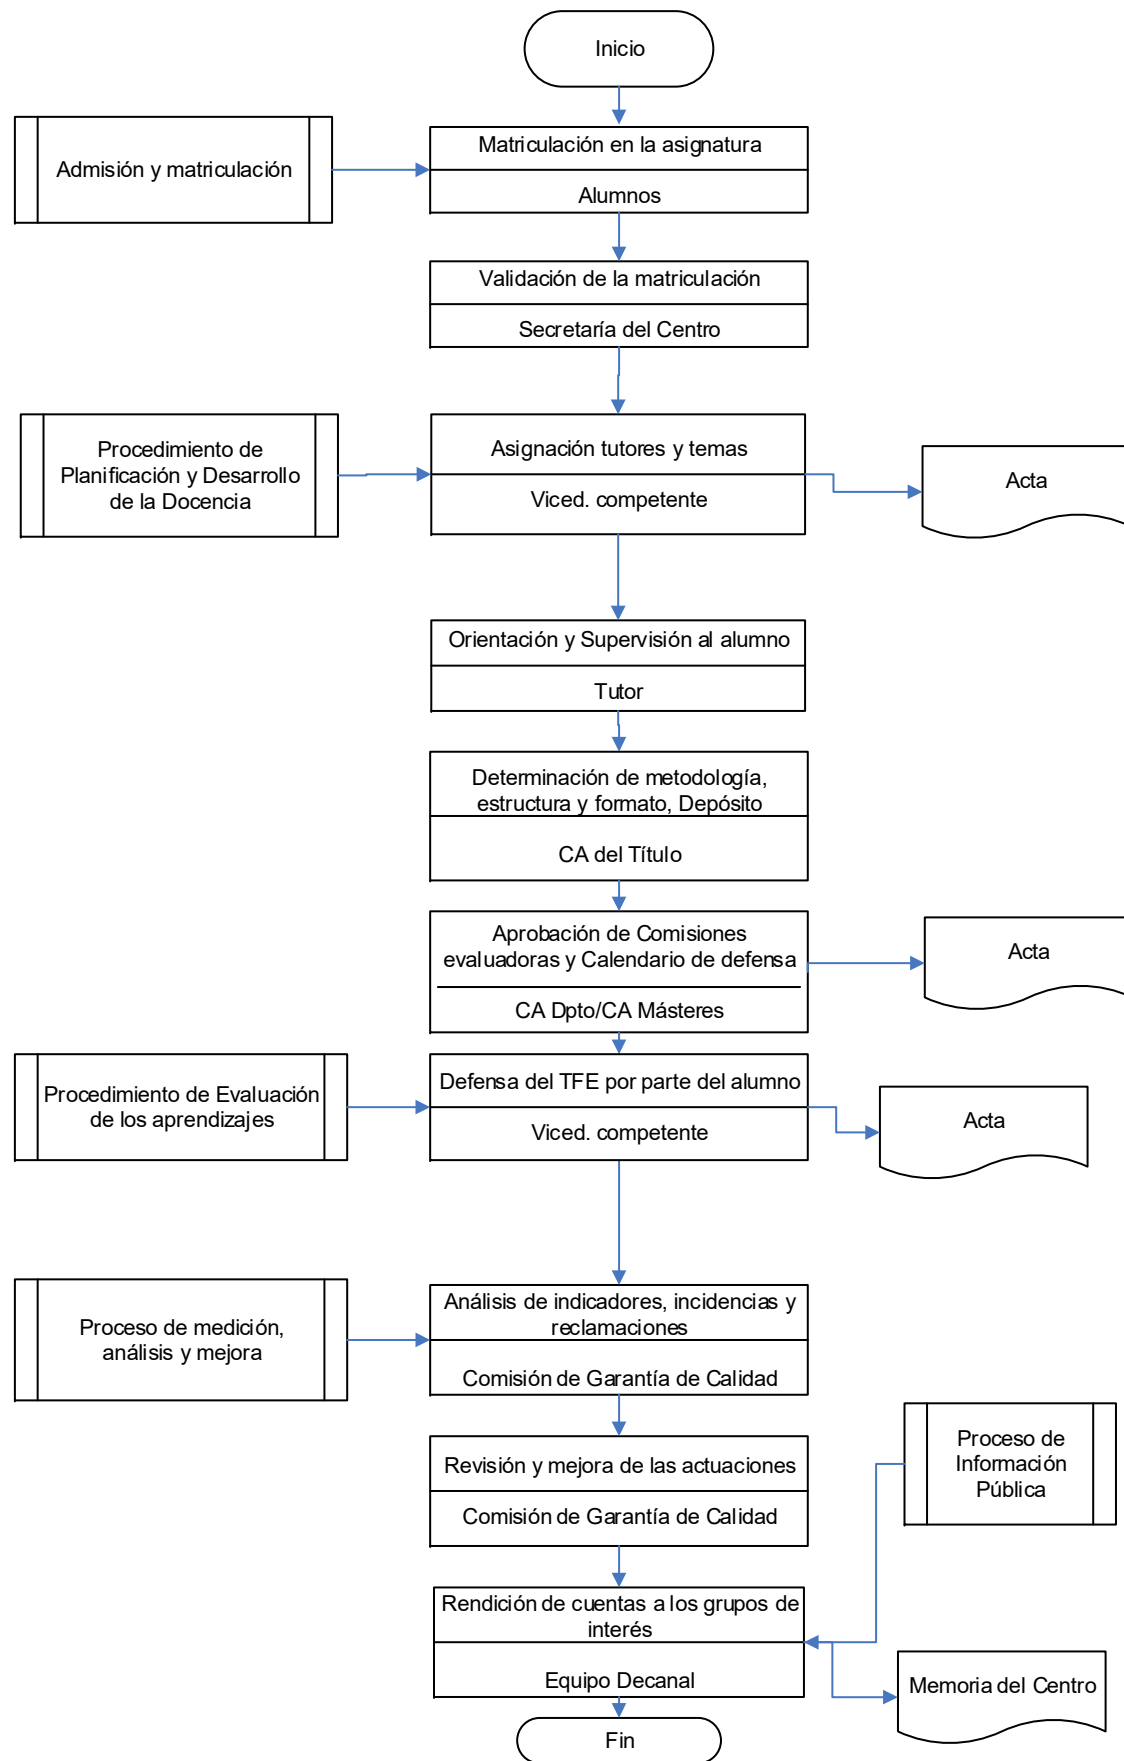 Inicio
Admisión y matriculación
Matriculación en la asignatura
Alumnos
Validación de la matriculación
Secretaría del Centro
Procedimiento de
Planificación y Desarrollo
de la Docencia
Asignación tutores y temas
Viced. competente
Acta
Orientación y Supervisión al alumno
Tutor
Determinación de metodología,
estructura y formato, Depósito
CA del Título
Aprobación de Comisiones
evaluadoras y Calendario de defensa
CA Dpto/CA Másteres
Acta
Procedimiento de Evaluación
de los aprendizajes
Defensa del TFE por parte del alumno
Viced. competente
Acta
Proceso de medición,
análisis y mejora
Análisis de indicadores, incidencias y
reclamaciones
Comisión de Garantía de Calidad
Revisión y mejora de las actuaciones
Comisión de Garantía de Calidad
Proceso de
Información
Pública
Rendición de cuentas a los grupos de
interés
Equipo Decanal
Memoria del Centro
Fin